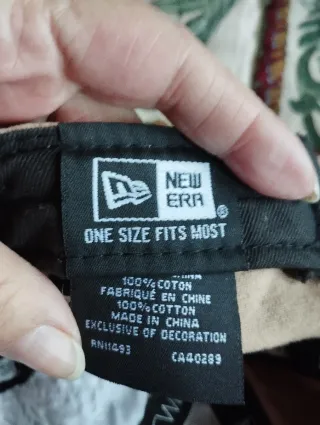 NEW
ERA®
ONE SIZE FITS MOST
CHINA
100% COTON
FABRIQUÉ EN CHINE
100% COTTON
MADE IN CHINA
EXCLUSIVE OF DECORATION
RN11493 CA40289